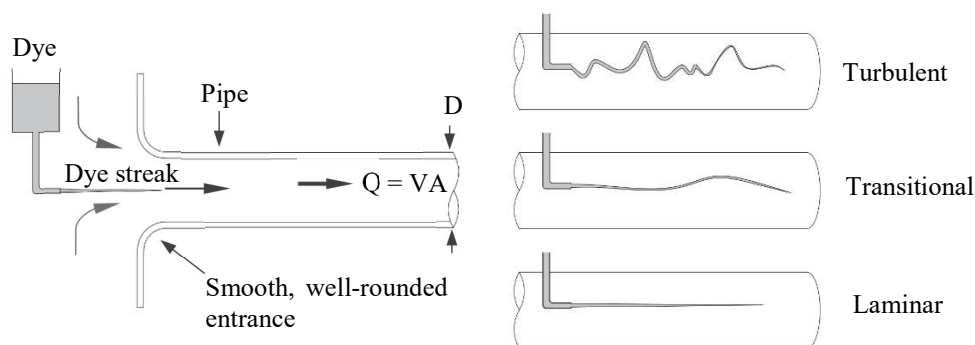 Dye
Pipe
D
Dye streak
Q = VA
Smooth, well-rounded
entrance
Turbulent
Transitional
Laminar